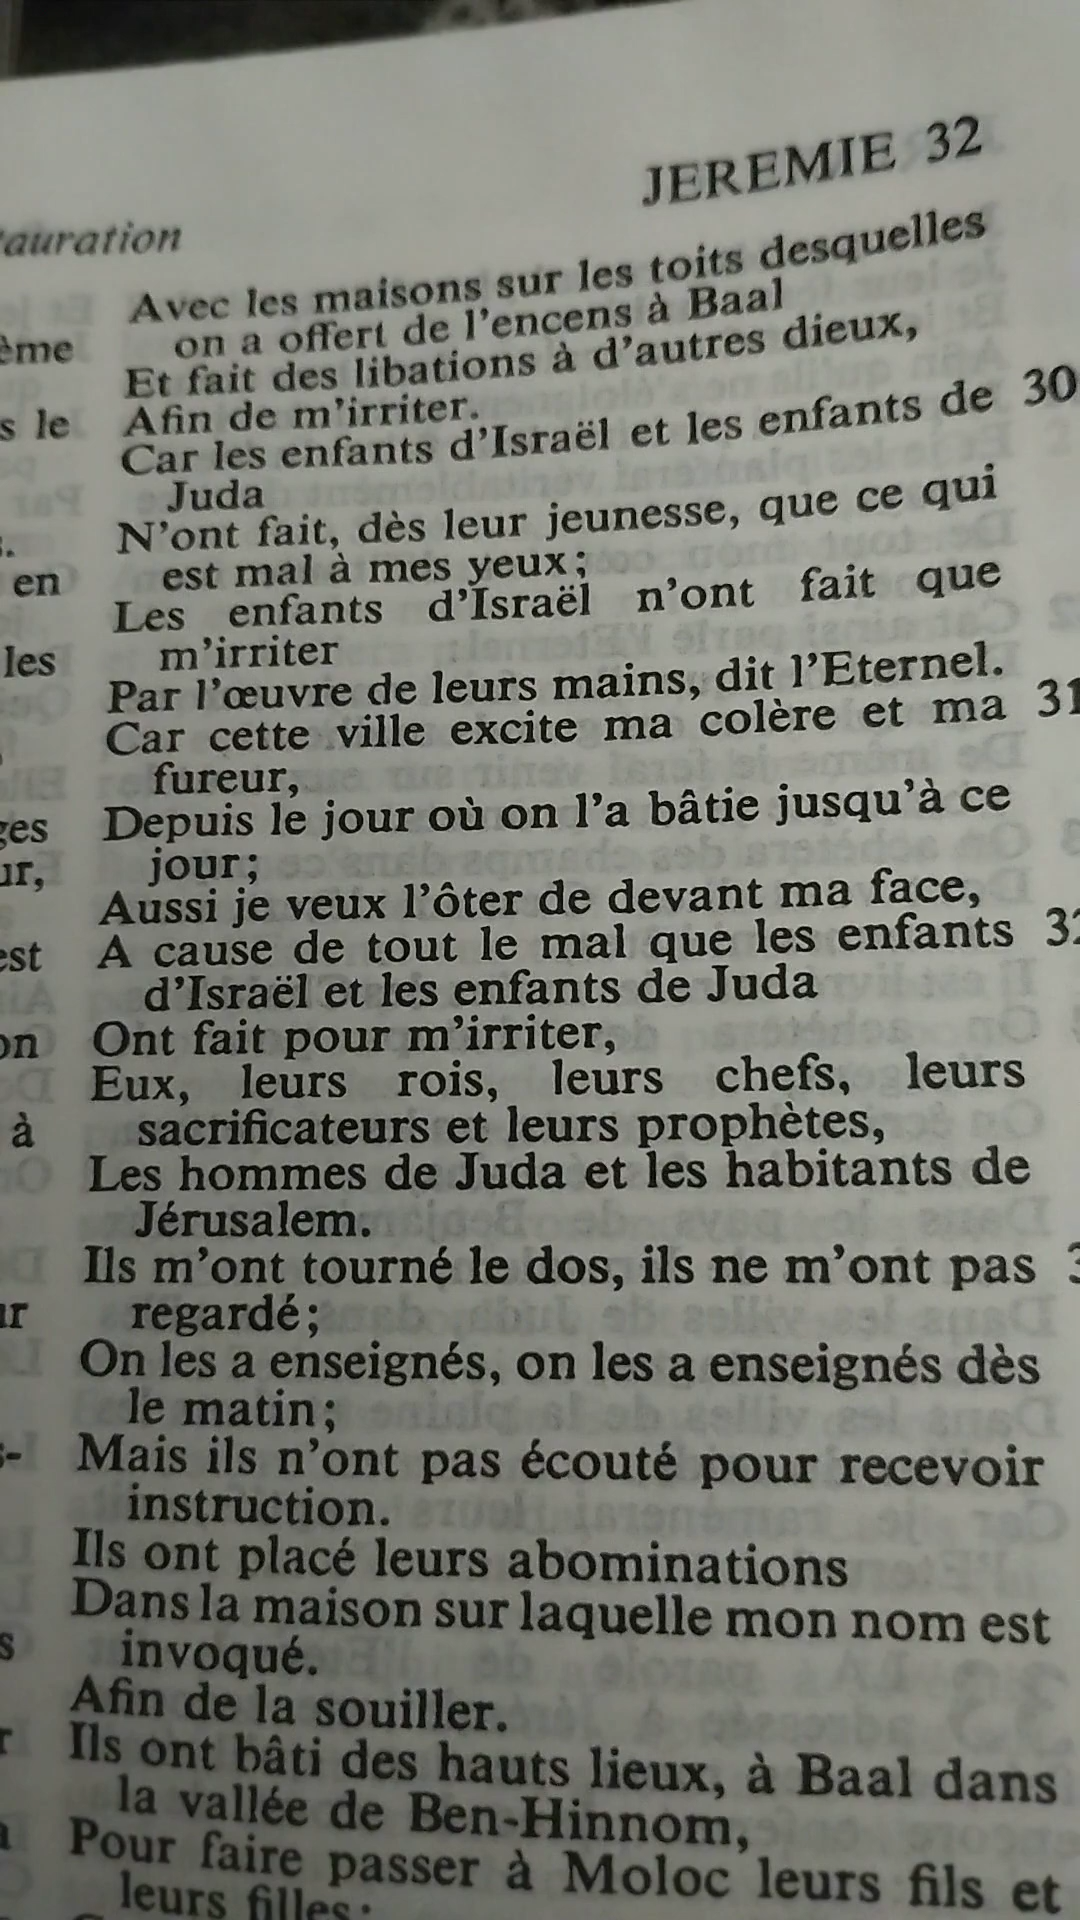 JEREMIE 32
Avec les maisons sur les toits desquelles
on a offert de l'encens à Baal
Et fait des libations à d'autres dieux,
Afin de m'irriter.
Car les enfants d'Israël et les enfants de 30
Juda
N'ont fait, dès leur jeunesse, que ce qui
est mal à mes yeux;
Les enfants d'Israël n'ont fait que
m'irriter
Par l'œuvre de leurs mains, dit l'Eternel.
Car cette ville excite ma colère et ma 31
fureur,
Depuis le jour où on l'a bâtie jusqu'à ce
jour;
Aussi je veux l'ôter de devant ma face,
A cause de tout le mal que les enfants 32
d'Israël et les enfants de Juda
Ont fait pour m'irriter,
Eux, leurs rois, leurs chefs, leurs
sacrificateurs et leurs prophètes,
Les hommes de Juda et les habitants de
Jérusalem.
Ils m'ont tourné le dos, ils ne m'ont pas
regardé;
On les a enseignés, on les a enseignés dès
le matin;
Mais ils n'ont pas écouté pour recevoir
instruction.
Ils ont placé leurs abominations
Dans la maison sur laquelle mon nom est
invoqué.
Afin de la souiller.
Ils ont bâti des hauts lieux, à Baal dans
la vallée de Ben-Hinnom,
Pour faire passer à Moloc leurs fils et
leurs filles: